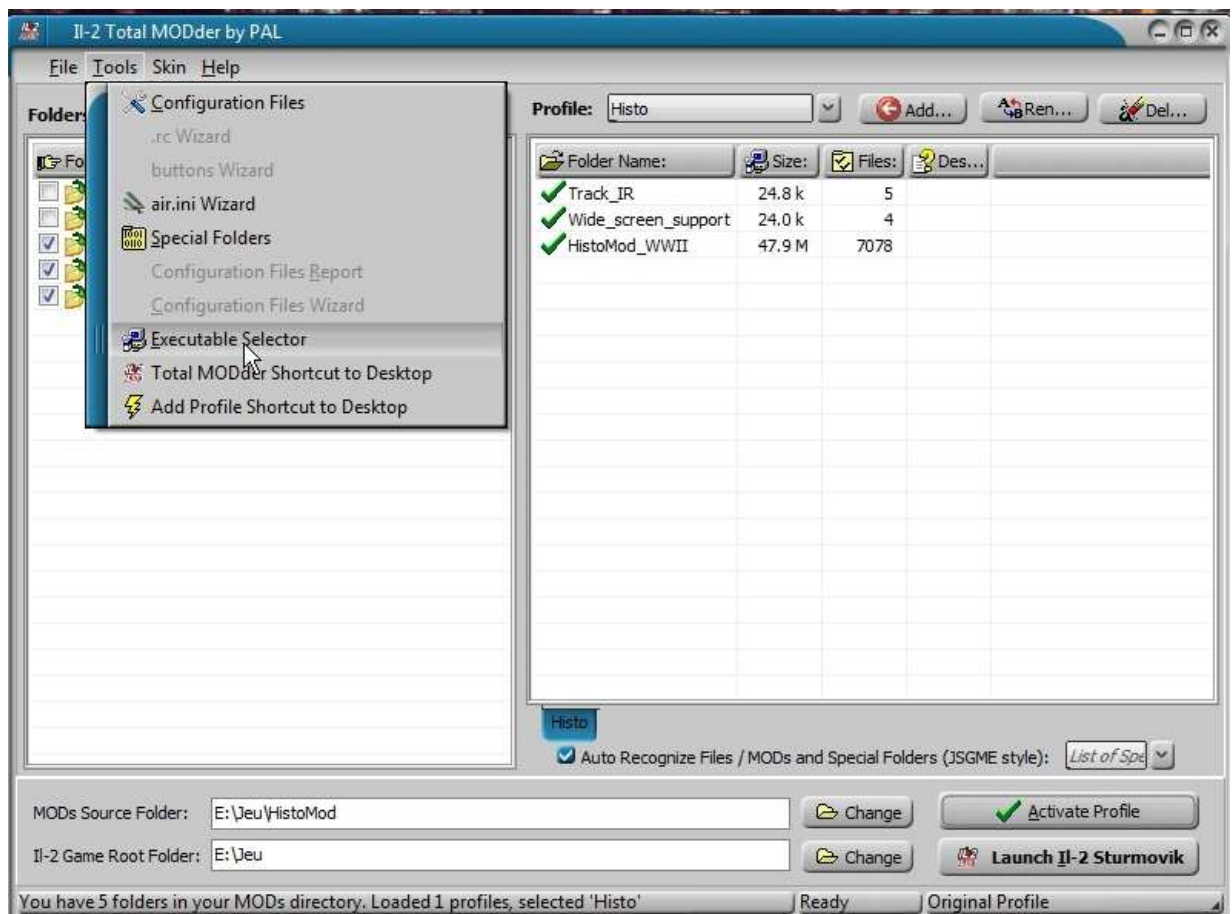 Il-2 Total MODder by PAL
File Tools Skin Help
Folders
Fo
Configuration Files
.rc Wizard
buttons Wizard
air.ini Wizard
Special Folders
Configuration Files Report
Configuration Files Wizard
Executable Selector
Total MODder Shortcut to Desktop
Add Profile Shortcut to Desktop
Profile: Histo Add... Ren... Del...
Folder Name: Size: Files: Des...
Track_IR 24.8 k 5
Wide_screen_support 24.0 k 4
HistoMod_WWII 47.9 M 7078
Histo
Auto Recognize Files / MODs and Special Folders (JSGME style): List of Spe
MODs Source Folder: E:\Jeu\HistoMod Change Activate Profile
Il-2 Game Root Folder: E:\Jeu Change Launch Il-2 Sturmovik
You have 5 folders in your MODs directory. Loaded 1 profiles, selected 'Histo' Ready Original Profile